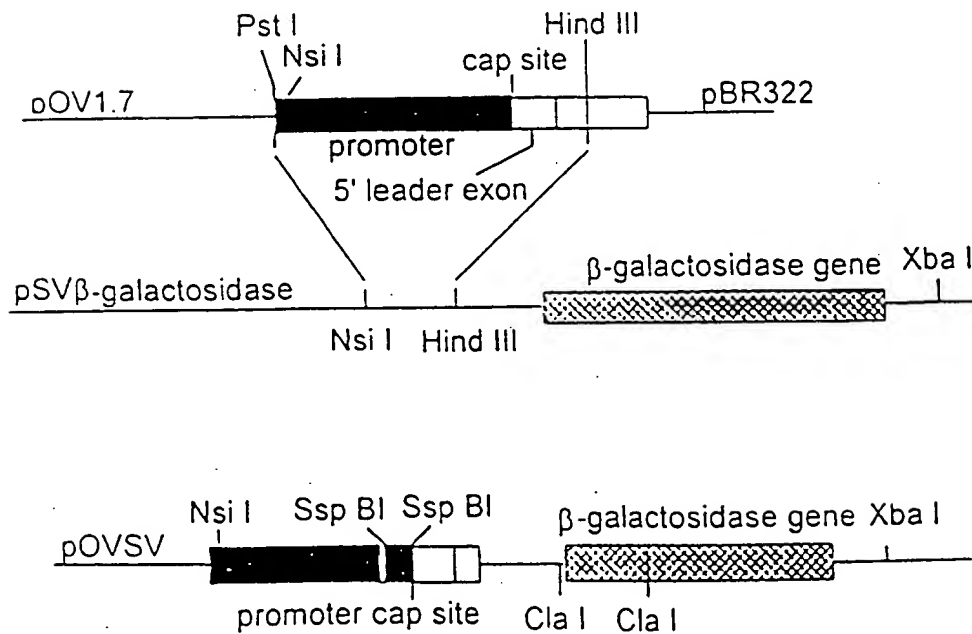 Pst I
Nsi I
cap site
Hind III
pOV1.7
pBR322
promoter
5' leader exon
pSVβ-galactosidase
β-galactosidase gene
Xba I
Nsi I
Hind III
Nsi I
Ssp BI
Ssp BI
β-galactosidase gene
Xba I
pOVSV
promoter
cap site
Cla I
Cla I